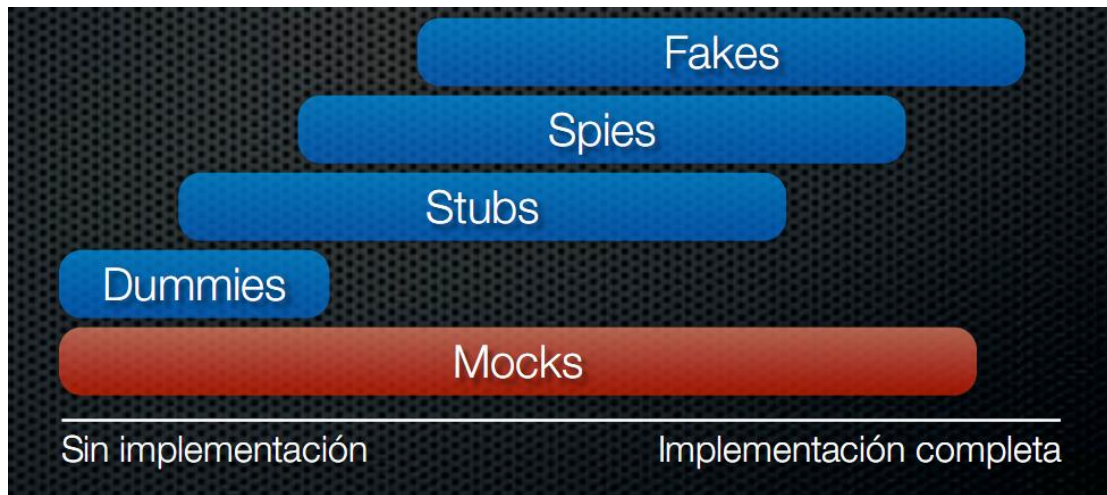 Fakes
Spies
Stubs
Dummies
Mocks
Sin implementación Implementación completa